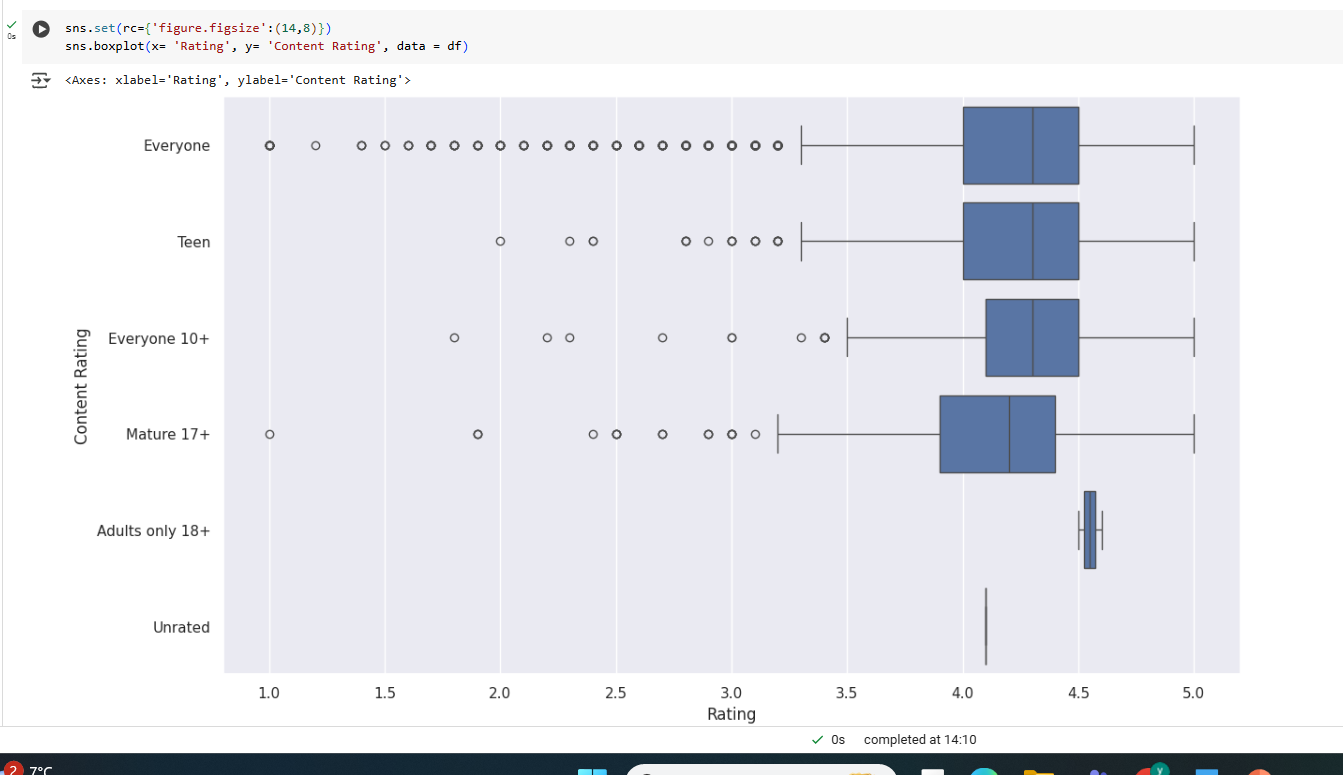 0s
sns.set(rc={'figure.figsize':(14,8)})
sns.boxplot(x= 'Rating', y= 'Content Rating', data = df)
<Axes: xlabel='Rating', ylabel='Content Rating'>
Everyone
Teen
Everyone 10+
Mature 17+
Adults only 18+
Unrated
Content Rating
1.0 1.5 2.0 2.5 3.0 3.5 4.0 4.5 5.0
Rating
0s completed at 14:10
2 7°C
Y